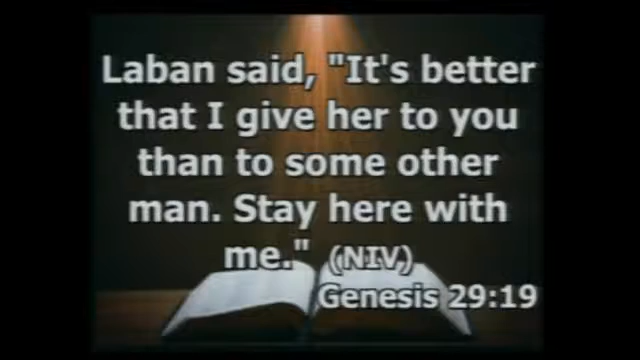 Laban said, "It's better
that I give her to you
than to some other
man. Stay here with
me." (NIV)
Genesis 29:19